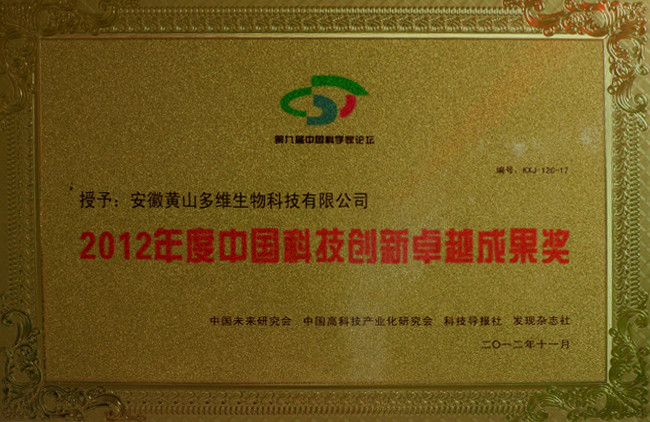 第九届中国科学家论坛
编号：KXJ-12C-17
授予：安徽黄山多维生物科技有限公司
2012年度中国科技创新卓越成果奖
中国未来研究会 中国高科技产业化研究会 科技导报社 发现杂志社
二〇一二年十一月